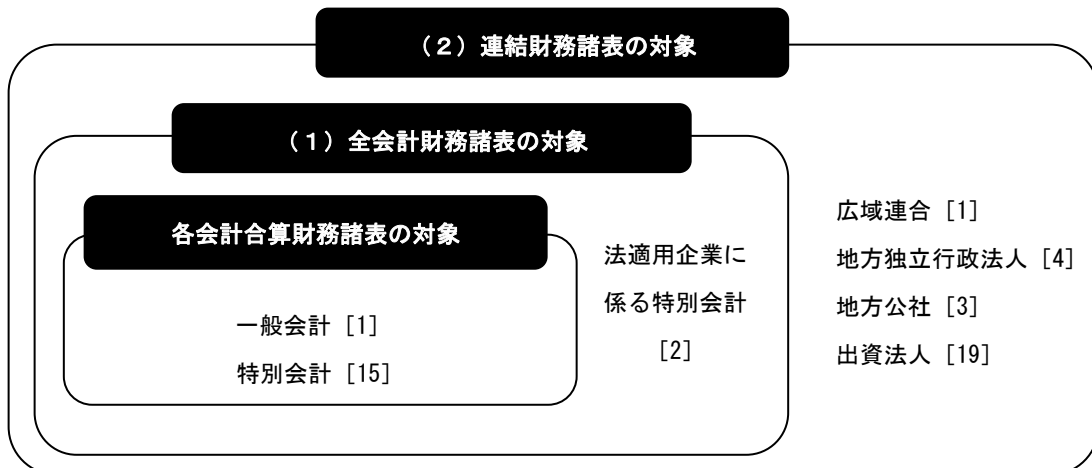 （２）連結財務諸表の対象
（１）全会計財務諸表の対象
各会計合算財務諸表の対象
一般会計 [1]
特別会計 [15]
法適用企業に
係る特別会計
[2]
広域連合 [1]
地方独立行政法人 [4]
地方公社 [3]
出資法人 [19]